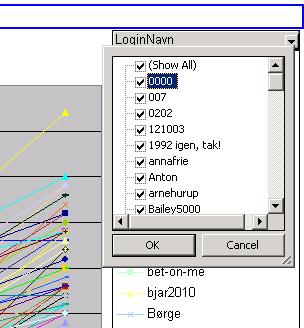 LoginNavn
(Show All)
0000
007
0202
121003
1992 igen, tak!
annafrie
Anton
arnehurup
Bailey5000
OK
Cancel
bet-on-me
bjar2010
Børge